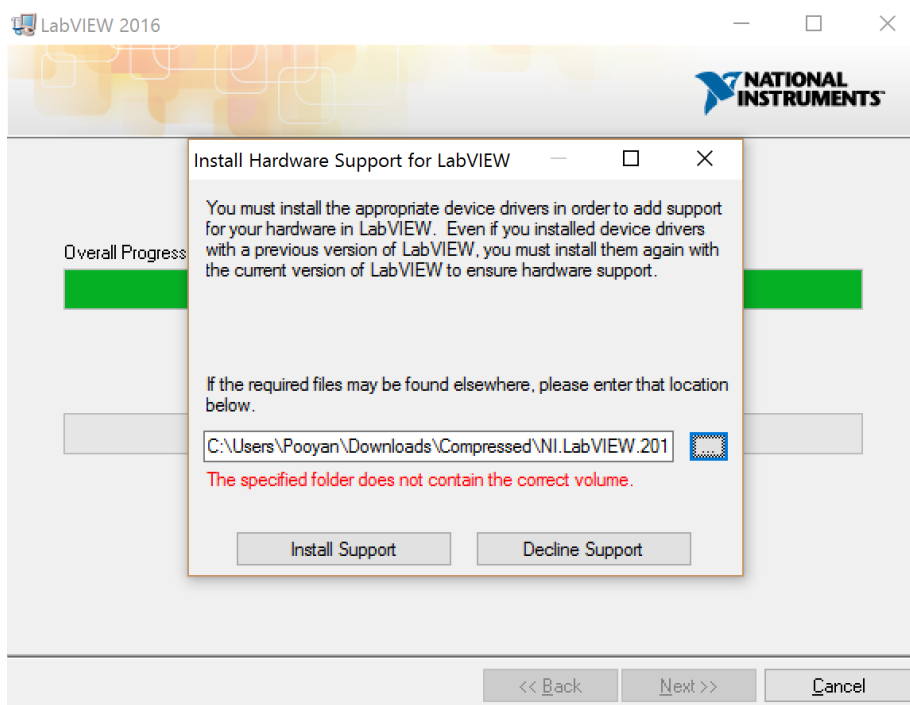 LabVIEW 2016
NATIONAL
INSTRUMENTS™
Install Hardware Support for LabVIEW
You must install the appropriate device drivers in order to add support
for your hardware in LabVIEW.  Even if you installed device drivers
with a previous version of LabVIEW, you must install them again with
the current version of LabVIEW to ensure hardware support.
Overall Progress
If the required files may be found elsewhere, please enter that location
below.
C:\Users\Pooyan\Downloads\Compressed\NI.LabVIEW.201
...
The specified folder does not contain the correct volume.
Install Support
Decline Support
<< Back
Next >>
Cancel